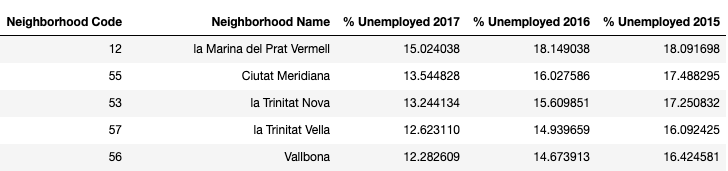 Neighborhood Code Neighborhood Name % Unemployed 2017 % Unemployed 2016 % Unemployed 2015
12 la Marina del Prat Vermell 15.024038 18.149038 18.091698
55 Ciutat Meridiana 13.544828 16.027586 17.488295
53 la Trinitat Nova 13.244134 15.609851 17.250832
57 la Trinitat Vella 12.623110 14.939659 16.092425
56 Vallbona 12.282609 14.673913 16.424581